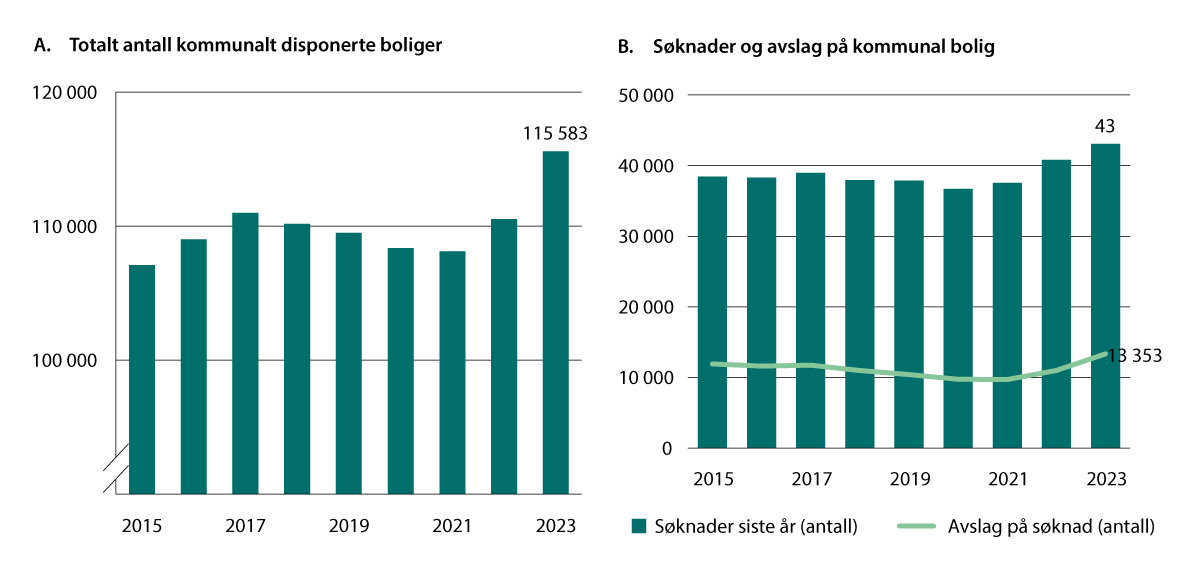 A. Totalt antall kommunalt disponerte boliger
120 000
115 583
110 000
100 000
2015 2017 2019 2021 2023
B. Søknader og avslag på kommunal bolig
50 000
43
40 000
30 000
20 000
13 353
10 000
0
2015 2017 2019 2021 2023
Søknader siste år (antall) Avslag på søknad (antall)